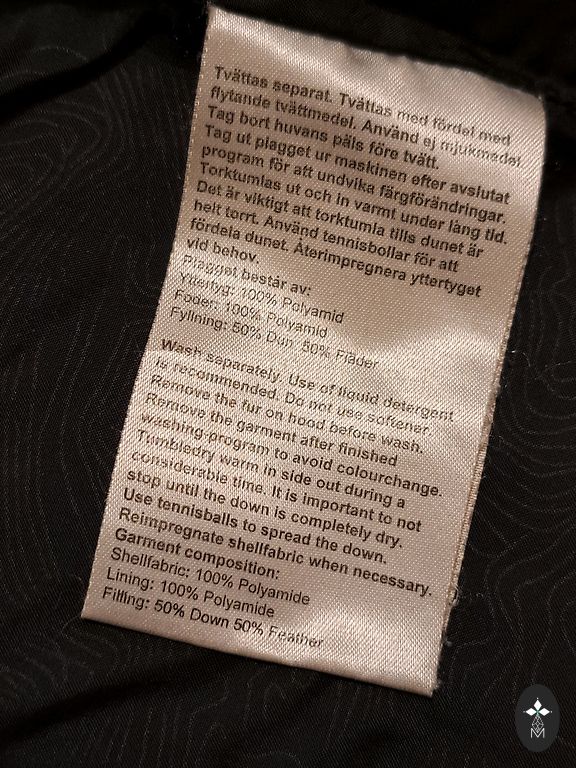 Tvättas separat. Tvättas med fördel med
flytande tvättmedel. Använd ej mjukmedel.
Tag bort huvans päls före tvätt.
Tag ut plagget ur maskinen efter avslutat
program för att undvika färgförändringar.
Torktumlas ut och in varmt under lång tid.
Det är viktigt att torktumla tills dunet är
helt torrt. Använd tennisbollar för att
fördela dunet. Återimpregnera yttertyget
vid behov.
Plagget består av:
Yttertyg: 100% Polyamid
Foder: 100% Polyamid
Fyllning: 50% Dun 50% Fjäder
Wash separately. Use of liquid detergent
is recommended. Do not use softener.
Remove the fur on hood before wash.
Remove the garment after finished
washing program to avoid colourchange.
Tumbledry warm in side out during a
considerable time. It is important to not
stop until the down is completely dry.
Use tennisballs to spread the down.
Reimpregnate shellfabric when necessary.
Garment composition:
Shellfabric: 100% Polyamide
Lining: 100% Polyamide
Filling: 50% Down 50% Feather